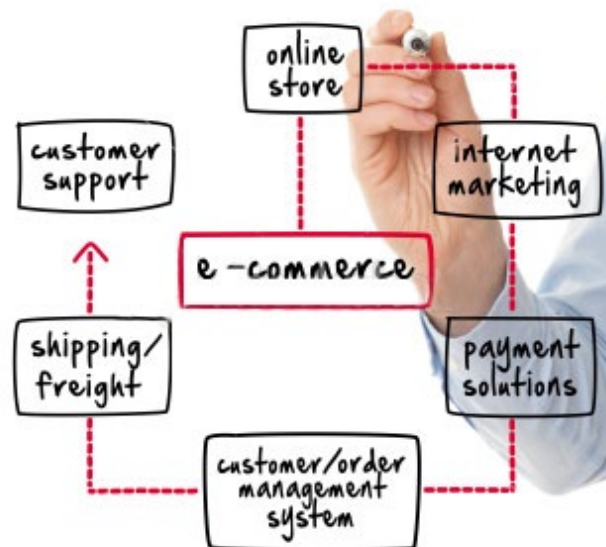 online
store
customer
support
internet
marketing
e-commerce
shipping/
freight
payment
solutions
customer/order
management
system